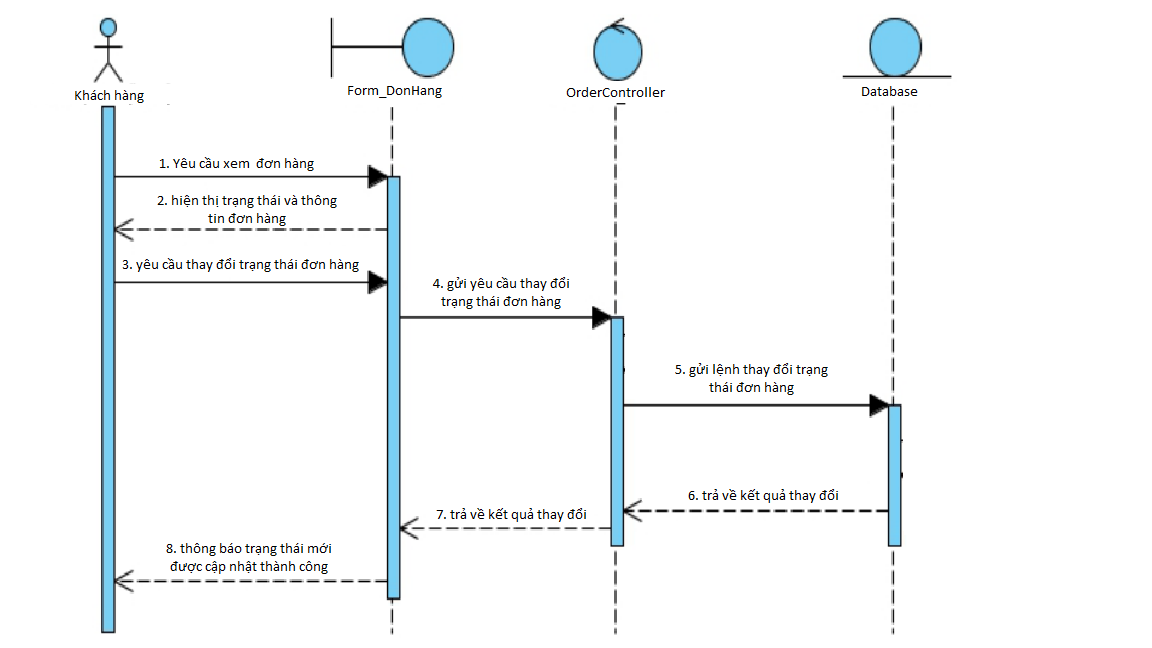 Khách hàng
Form_DonHang
OrderController
Database
1. Yêu cầu xem đơn hàng
2. hiện thị trạng thái và thông
tin đơn hàng
3. yêu cầu thay đổi trạng thái đơn hàng
4. gửi yêu cầu thay đổi
trạng thái đơn hàng
5. gửi lệnh thay đổi trạng
thái đơn hàng
6. trả về kết quả thay đổi
7. trả về kết quả thay đổi
8. thông báo trạng thái mới
được cập nhật thành công